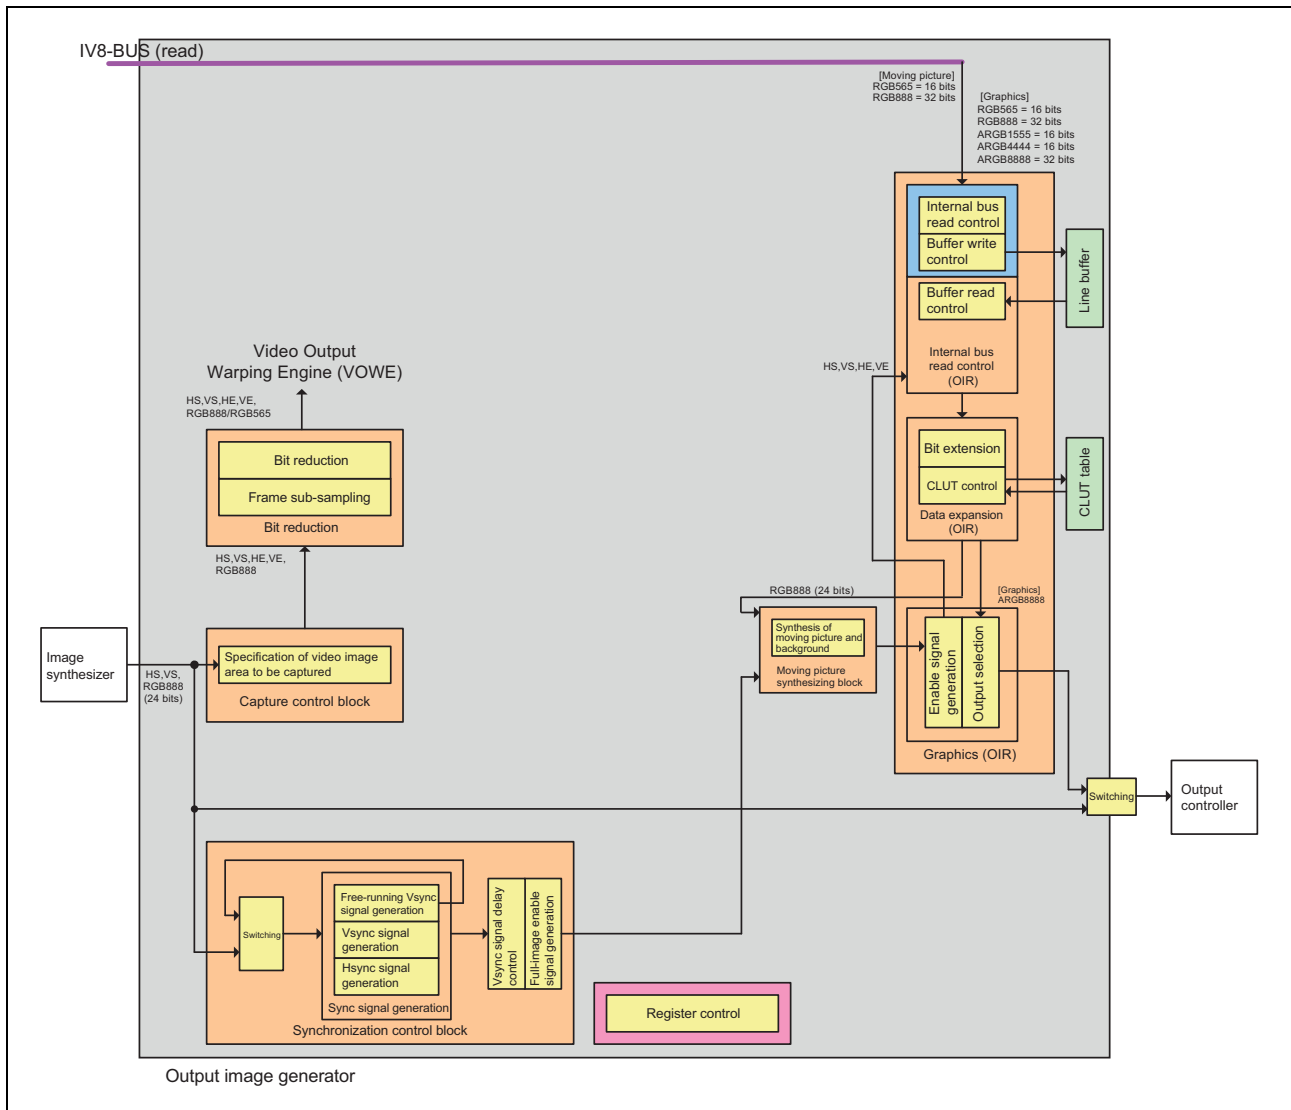 IV8-BUS (read)
[Moving picture]
RGB565 = 16 bits
RGB888 = 32 bits
[Graphics]
RGB565 = 16 bits
RGB888 = 32 bits
ARGB1555 = 16 bits
ARGB4444 = 16 bits
ARGB8888 = 32 bits
Internal bus
read control
Buffer write
control
Buffer read
control
Line buffer
Internal bus
read control
(OIR)
HS,VS,HE,VE
Video Output
Warping Engine (VOWE)
HS,VS,HE,VE,
RGB888/RGB565
Bit reduction
Frame sub-sampling
Bit reduction
HS,VS,HE,VE,
RGB888
Bit extension
CLUT control
Data expansion
(OIR)
CLUT table
RGB888 (24 bits)
[Graphics]
ARGB8888
Image
synthesizer
HS,VS,
RGB888
(24 bits)
Specification of video image
area to be captured
Capture control block
Synthesis of
moving picture and
background
Moving picture
synthesizing block
Enable signal
generation
Output selection
Graphics (OIR)
Switching
Output
controller
Switching
Free-running Vsync
signal generation
Vsync signal
generation
Hsync signal
generation
Sync signal generation
Vsync signal delay
control
Full-image enable
signal generation
Synchronization control block
Register control
Output image generator